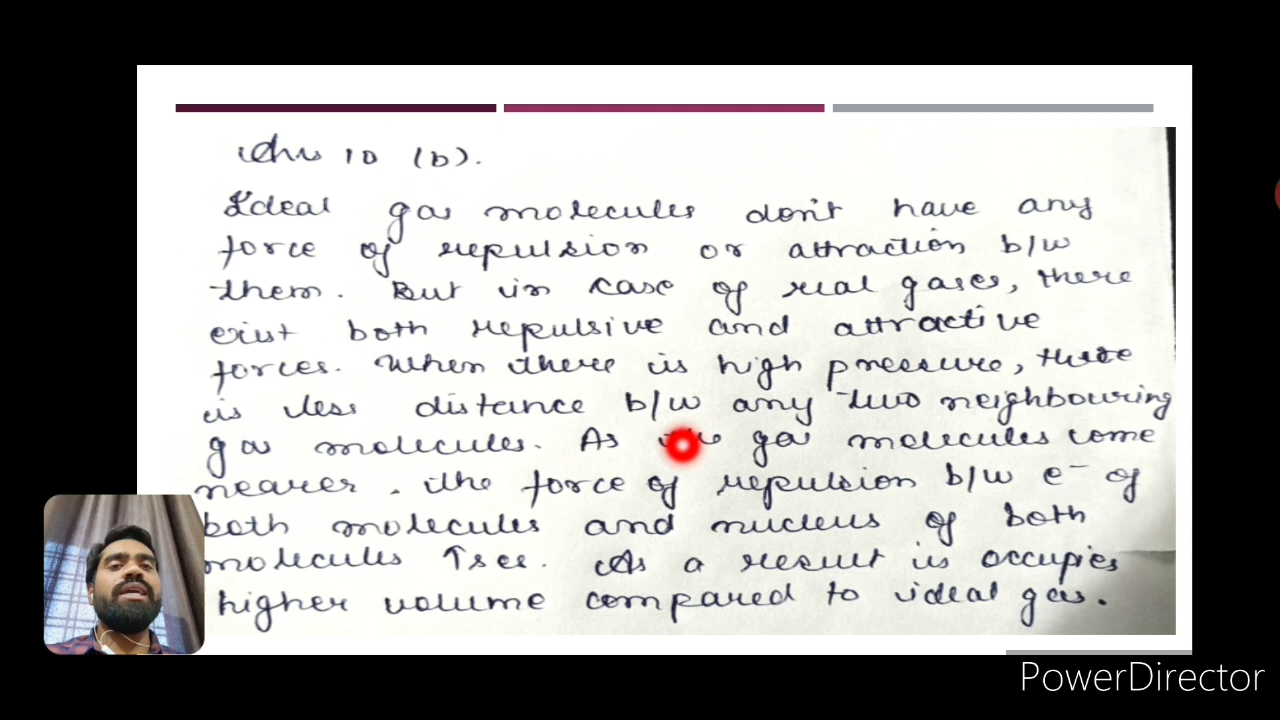 Ans 10 (b).
Ideal gas molecules don't have any
force of repulsion or attraction b/w
them. But in case of real gases, there
exist both repulsive and attractive
forces. When there is high pressure, there
is less distance b/w any two neighbouring
gas molecules. As gas molecules come
nearer. The force of repulsion b/w e⁻ of
both molecules and nucleus of both
molecules ↑ses. As a result is occupies
higher volume compared to ideal gas.
PowerDirector